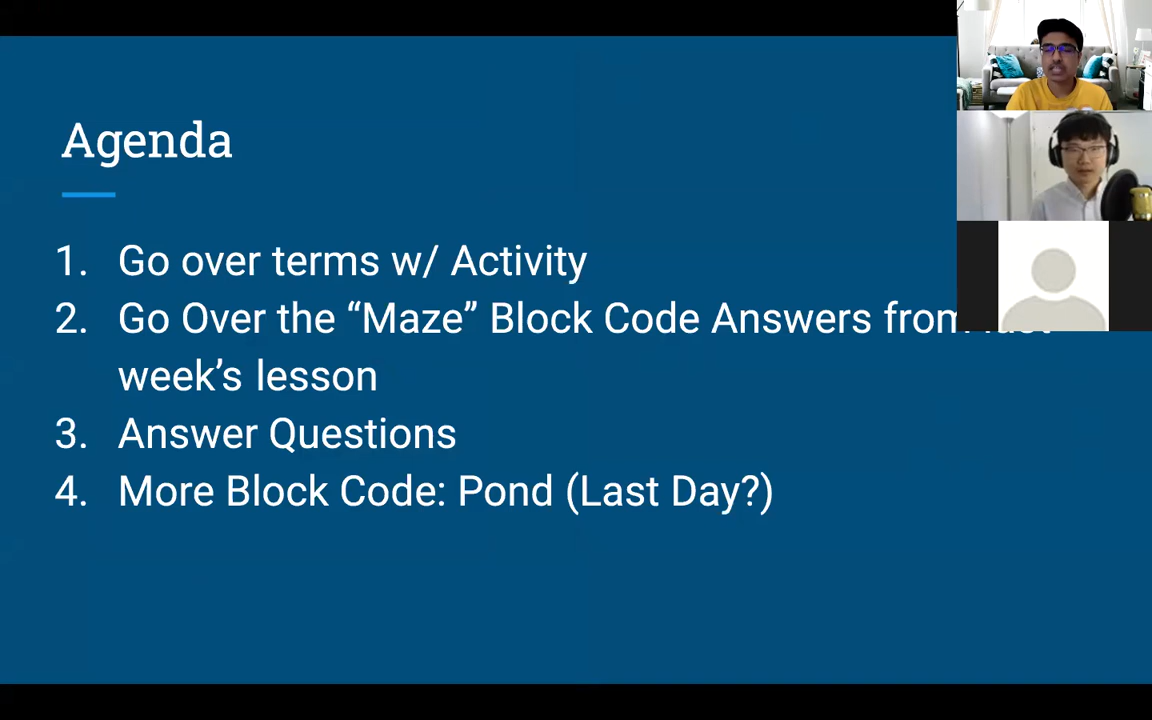 Agenda
1. Go over terms w/ Activity
2. Go Over the “Maze” Block Code Answers from last
week’s lesson
3. Answer Questions
4. More Block Code: Pond (Last Day?)